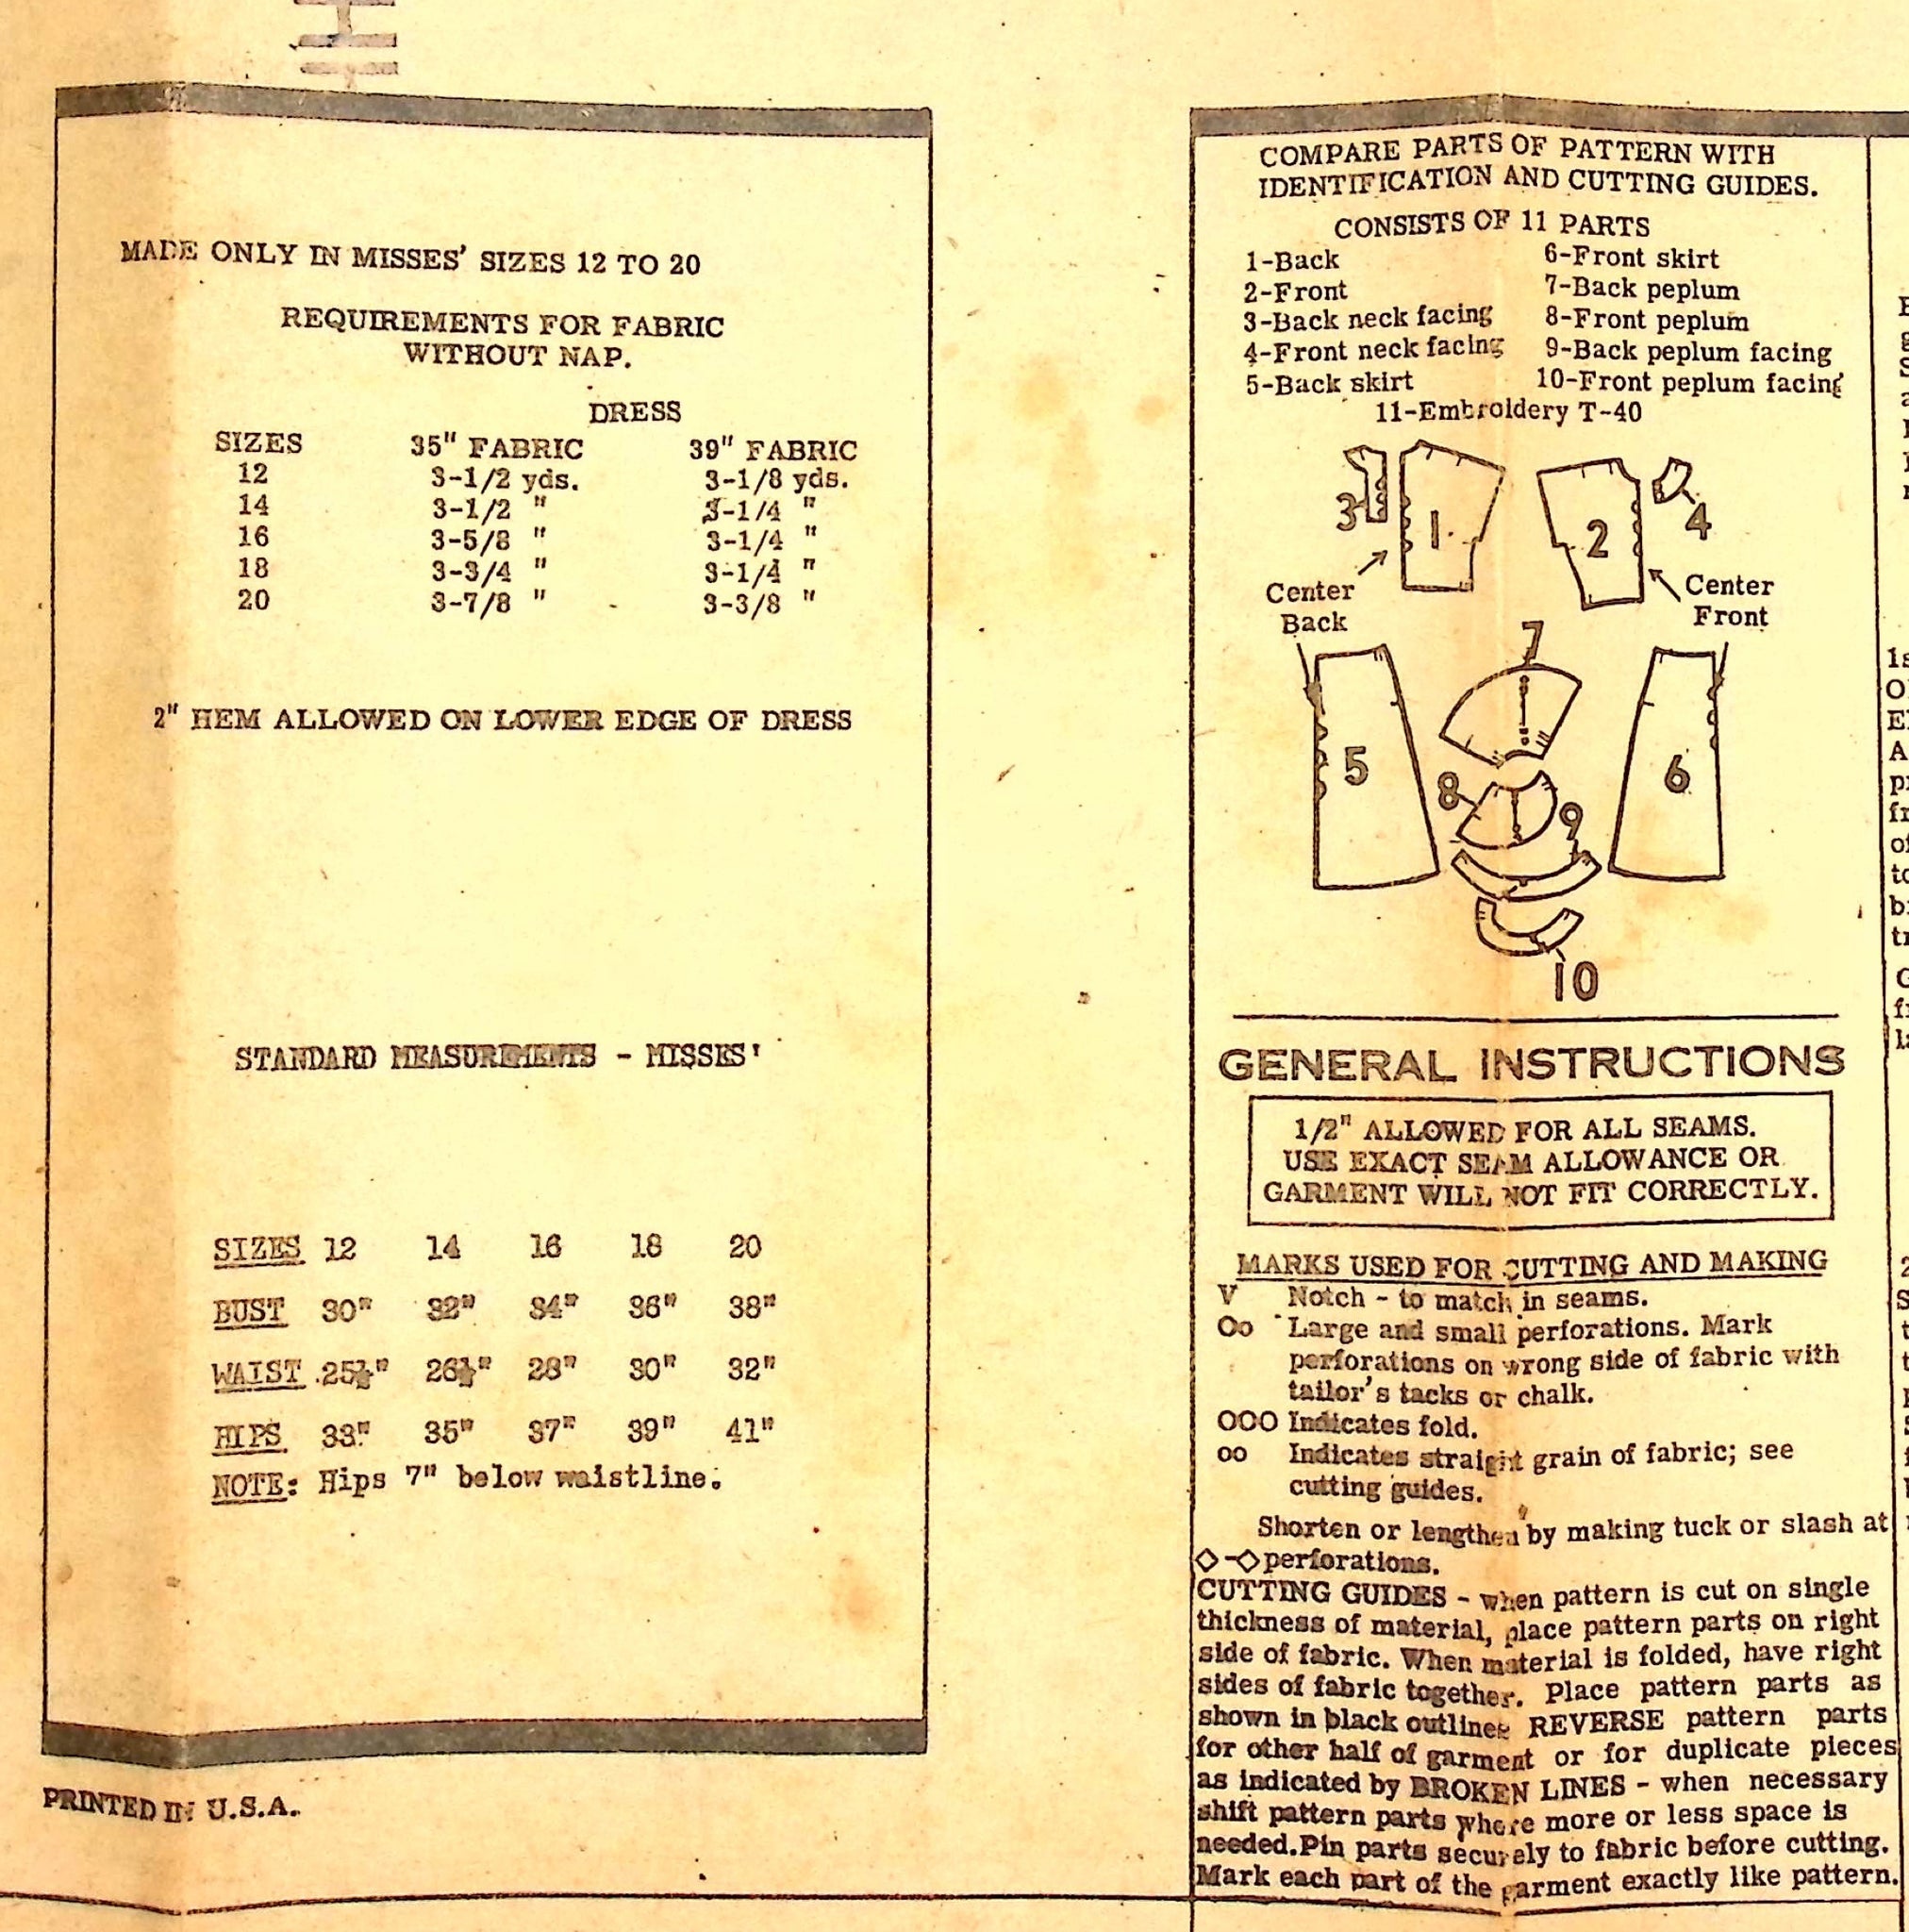 MADE ONLY IN MISSES' SIZES 12 TO 20
REQUIREMENTS FOR FABRIC
WITHOUT NAP.
DRESS
SIZES 35" FABRIC 39" FABRIC
12 3-1/2 yds. 3-1/8 yds.
14 3-1/2 " 3-1/4 "
16 3-5/8 " 3-1/4 "
18 3-3/4 " 3-1/4 "
20 3-7/8 " 3-3/8 "
2" HEM ALLOWED ON LOWER EDGE OF DRESS
STANDARD MEASUREMENTS - MISSES'
SIZES 12 14 16 18 20
BUST 30" 32" 34" 36" 38"
WAIST 25½" 26½" 28" 30" 32"
HIPS 33" 35" 37" 39" 41"
NOTE: Hips 7" below waistline.
PRINTED IN U.S.A.
COMPARE PARTS OF PATTERN WITH
IDENTIFICATION AND CUTTING GUIDES.
CONSISTS OF 11 PARTS
1-Back 6-Front skirt
2-Front 7-Back peplum
3-Back neck facing 8-Front peplum
4-Front neck facing 9-Back peplum facing
5-Back skirt 10-Front peplum facing
11-Embroidery T-40
3 1 2 4
Center Back
Center Front
7
5 8 9 6
10
GENERAL INSTRUCTIONS
1/2" ALLOWED FOR ALL SEAMS.
USE EXACT SEAM ALLOWANCE OR
GARMENT WILL NOT FIT CORRECTLY.
MARKS USED FOR CUTTING AND MAKING
V Notch - to match in seams.
Oo Large and small perforations. Mark
perforations on wrong side of fabric with
tailor's tacks or chalk.
OOO Indicates fold.
oo Indicates straight grain of fabric; see
cutting guides.
Shorten or lengthen by making tuck or slash at
◇-◇ perforations.
CUTTING GUIDES - when pattern is cut on single
thickness of material, place pattern parts on right
side of fabric. When material is folded, have right
sides of fabric together. Place pattern parts as
shown in black outlines REVERSE pattern parts
for other half of garment or for duplicate pieces
as indicated by BROKEN LINES - when necessary
shift pattern parts where more or less space is
needed.Pin parts securely to fabric before cutting.
Mark each part of the garment exactly like pattern.